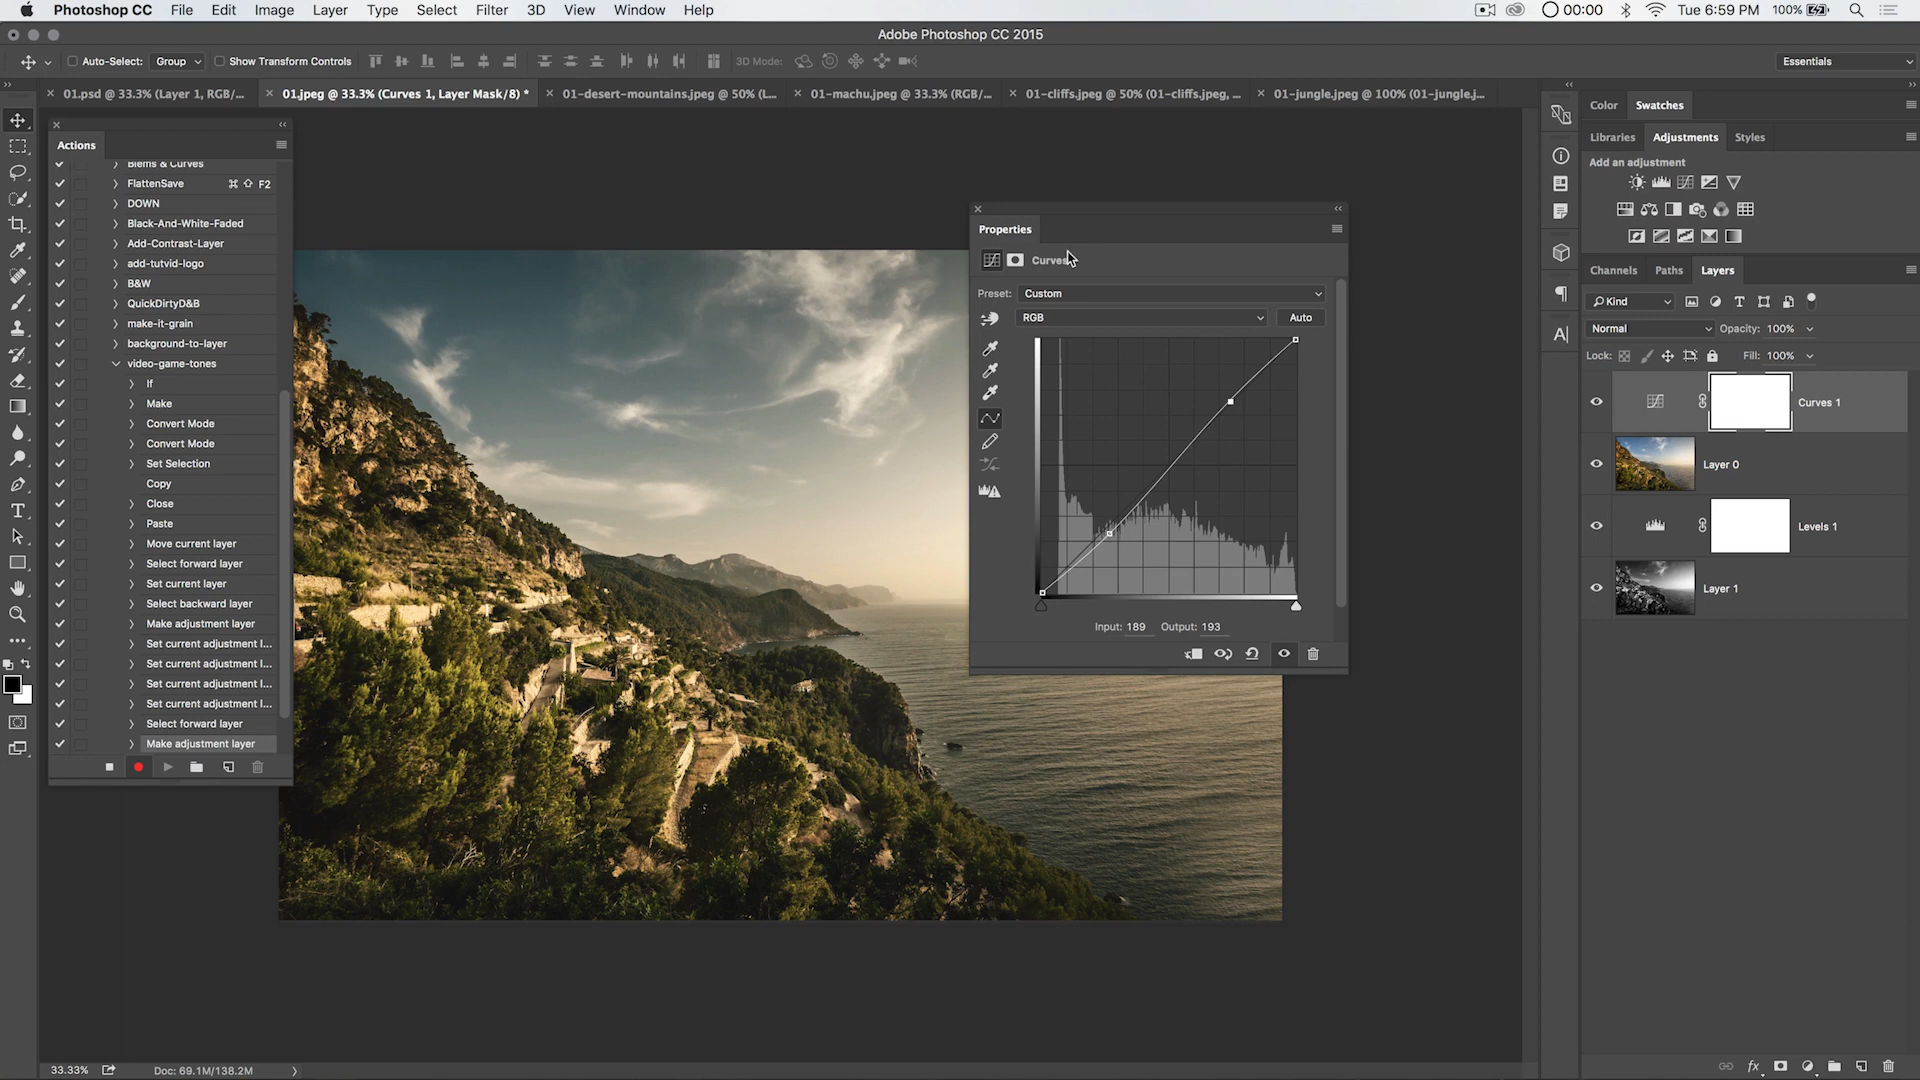 Photoshop CC File Edit Image Layer Type Select Filter 3D View Window Help 00:00 Tue 6:59 PM 100%
Adobe Photoshop CC 2015
Auto-Select: Group Show Transform Controls 3D Mode: Essentials
01.psd @ 33.3% (Layer 1, RGB/... 01.jpeg @ 33.3% (Curves 1, Layer Mask/8) * 01-desert-mountains.jpeg @ 50% (L... 01-machu.jpeg @ 33.3% (RGB/... 01-cliffs.jpeg @ 50% (01-cliffs.jpeg, ... 01-jungle.jpeg @ 100% (01-jungle.j...
Actions
Blems & Curves
FlattenSave ⌘ ⇧ F2
DOWN
Black-And-White-Faded
Add-Contrast-Layer
add-tutvid-logo
B&W
QuickDirtyD&B
make-it-grain
background-to-layer
video-game-tones
If
Make
Convert Mode
Convert Mode
Set Selection
Copy
Close
Paste
Move current layer
Select forward layer
Set current layer
Select backward layer
Make adjustment layer
Set current adjustment l...
Set current adjustment l...
Set current adjustment l...
Set current adjustment l...
Select forward layer
Make adjustment layer
Properties
Curves
Preset: Custom
RGB Auto
Input: 189 Output: 193
Color Swatches
Libraries Adjustments Styles
Add an adjustment
Channels Paths Layers
Kind
Normal Opacity: 100%
Lock: Fill: 100%
Curves 1
Layer 0
Levels 1
Layer 1
33.33% Doc: 69.1M/138.2M
fx